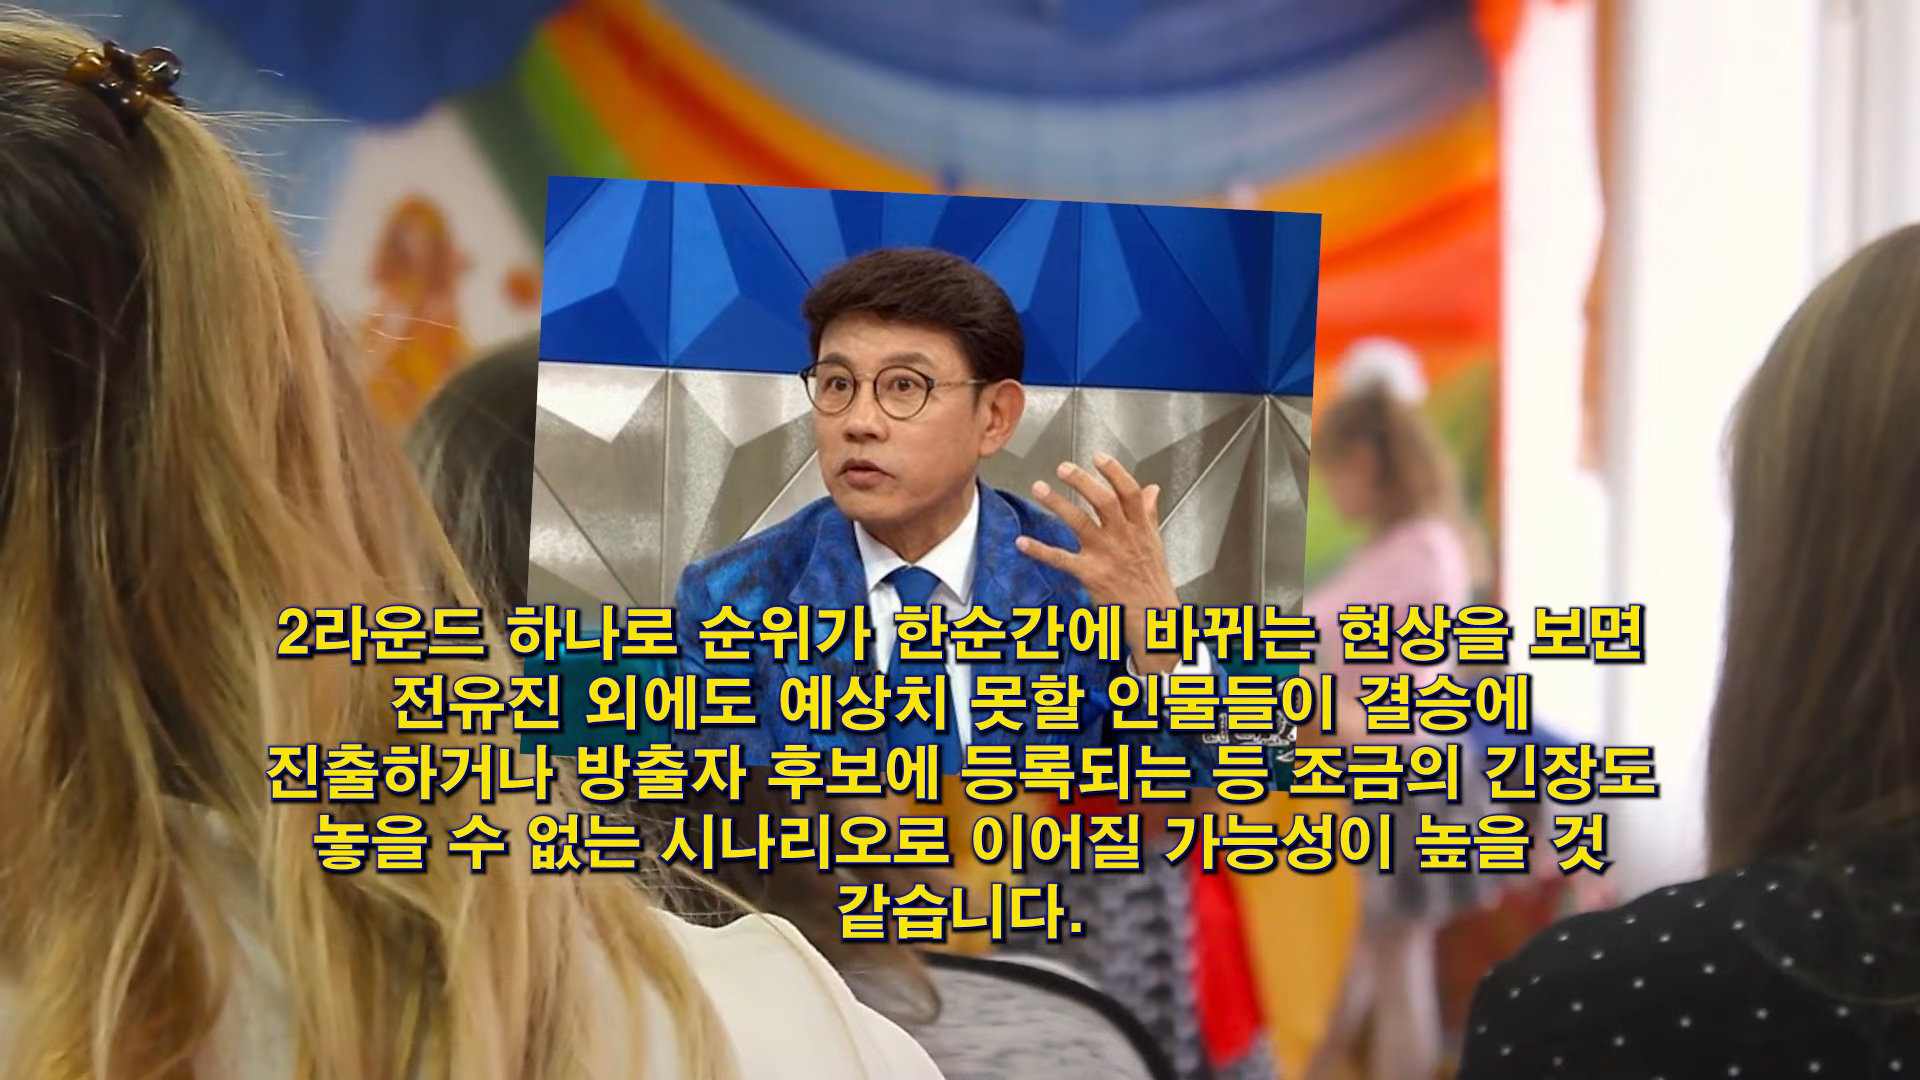 2라운드 하나로 순위가 한순간에 바뀌는 현상을 보면
전유진 외에도 예상치 못할 인물들이 결승에
진출하거나 방출자 후보에 등록되는 등 조금의 긴장도
놓을 수 없는 시나리오로 이어질 가능성이 높을 것
같습니다.